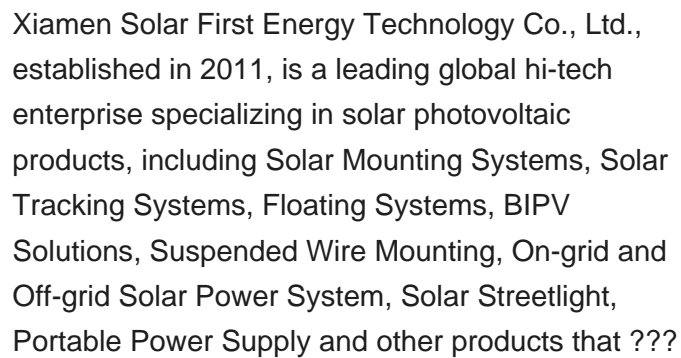 Xiamen Solar First Energy Technology Co., Ltd.,
established in 2011, is a leading global hi-tech
enterprise specializing in solar photovoltaic
products, including Solar Mounting Systems, Solar
Tracking Systems, Floating Systems, BIPV
Solutions, Suspended Wire Mounting, On-grid and
Off-grid Solar Power System, Solar Streetlight,
Portable Power Supply and other products that ???